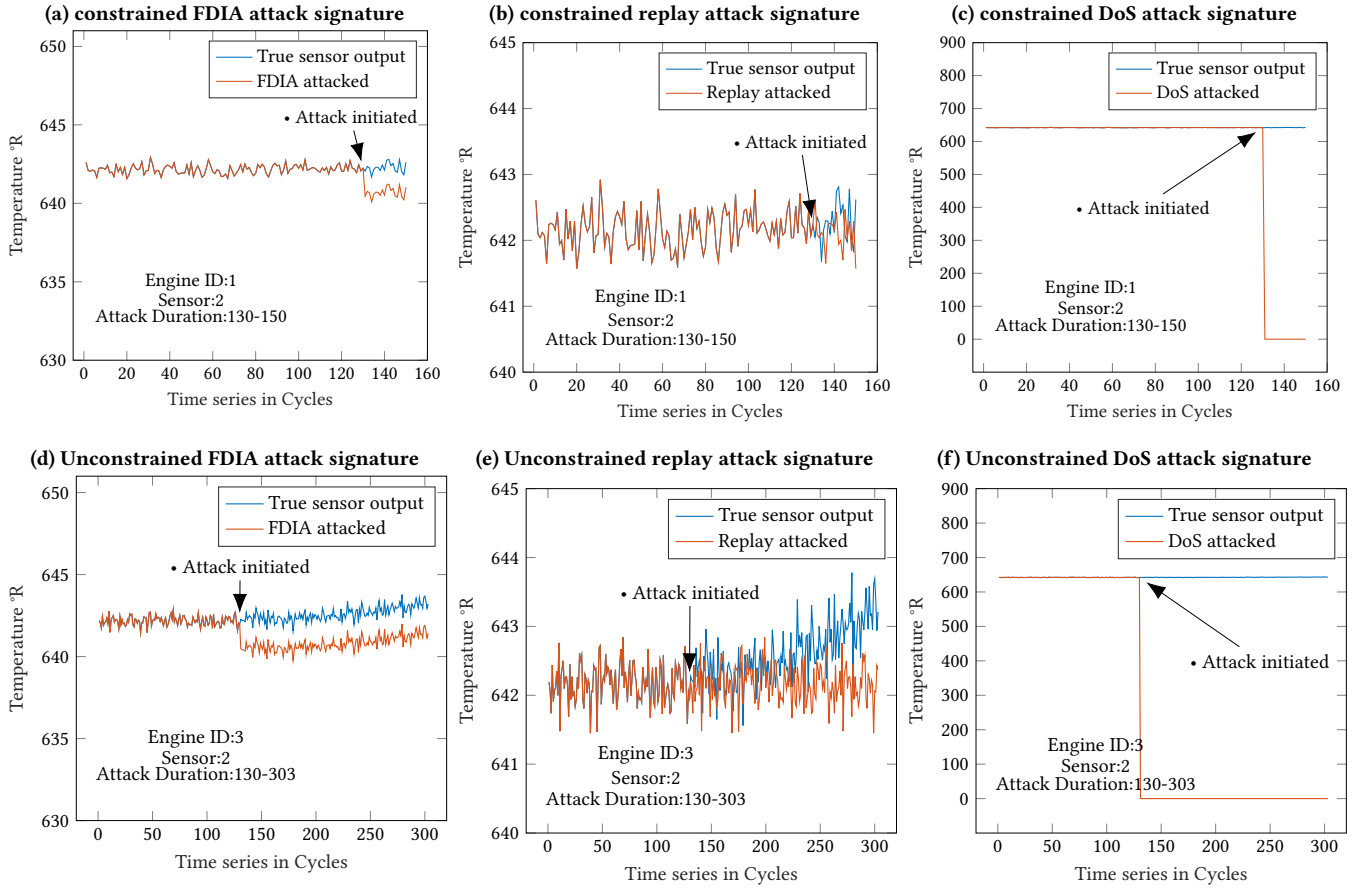 (a) constrained FDIA attack signature
650
645
640
635
630
Temperature °R
True sensor output
FDIA attacked
• Attack initiated
Engine ID:1
Sensor:2
Attack Duration:130-150
0 20 40 60 80 100 120 140 160
Time series in Cycles
(b) constrained replay attack signature
645
644
643
642
641
640
Temperature °R
True sensor output
Replay attacked
• Attack initiated
Engine ID:1
Sensor:2
Attack Duration:130-150
0 20 40 60 80 100 120 140 160
Time series in Cycles
(c) constrained DoS attack signature
900
800
700
600
500
400
300
200
100
0
Temperature °R
True sensor output
DoS attacked
• Attack initiated
Engine ID:1
Sensor:2
Attack Duration:130-150
0 20 40 60 80 100 120 140 160
Time series in Cycles
(d) Unconstrained FDIA attack signature
650
645
640
635
630
Temperature °R
True sensor output
FDIA attacked
• Attack initiated
Engine ID:3
Sensor:2
Attack Duration:130-303
0 50 100 150 200 250 300
Time series in Cycles
(e) Unconstrained replay attack signature
645
644
643
642
641
640
Temperature °R
True sensor output
Replay attacked
• Attack initiated
Engine ID:3
Sensor:2
Attack Duration:130-303
0 50 100 150 200 250 300
Time series in Cycles
(f) Unconstrained DoS attack signature
900
800
700
600
500
400
300
200
100
0
Temperature °R
True sensor output
DoS attacked
• Attack initiated
Engine ID:3
Sensor:2
Attack Duration:130-303
0 50 100 150 200 250 300
Time series in Cycles